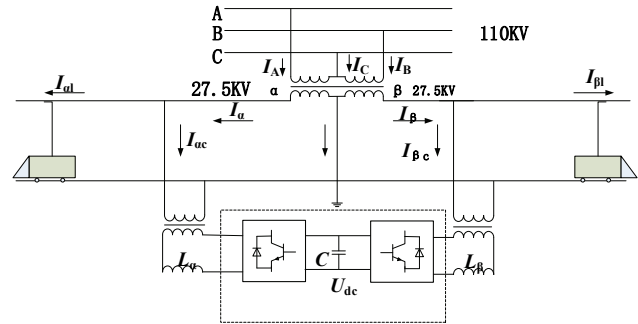 A
B
C
110KV
I_A
I_C
I_B
I_αl
27.5KV
α
β
27.5KV
I_βl
I_α
I_β
I_αc
I_βc
L_α
C
U_dc
L_β